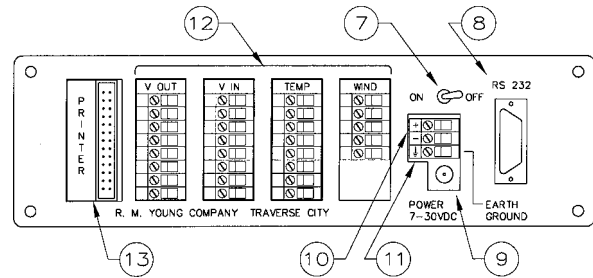 12
7
8
V OUT
V IN
TEMP
WIND
ON
OFF
RS 232
PRINTER
+
−
R. M. YOUNG COMPANY TRAVERSE CITY
POWER
7-30VDC
EARTH
GROUND
13
10
11
9